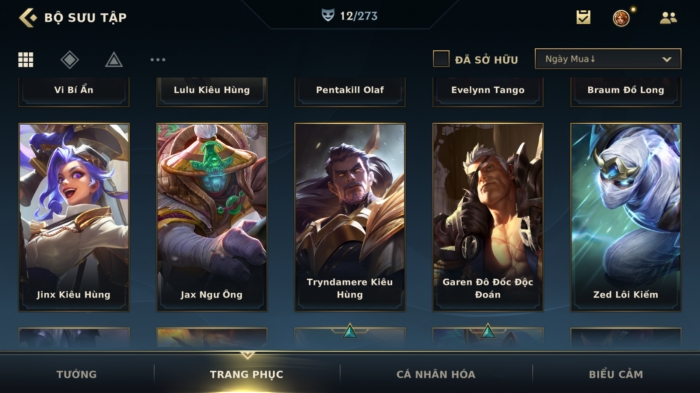 BỘ SƯU TẬP
12/273
ĐÃ SỞ HỮU
Ngày Mua↓
Vi Bí Ẩn
Lulu Kiêu Hùng
Pentakill Olaf
Evelynn Tango
Braum Đồ Long
Jinx Kiêu Hùng
Jax Ngư Ông
Tryndamere Kiêu
Hùng
Garen Đô Đốc Độc
Đoán
Zed Lôi Kiếm
TƯỚNG
TRANG PHỤC
CÁ NHÂN HÓA
BIỂU CẢM